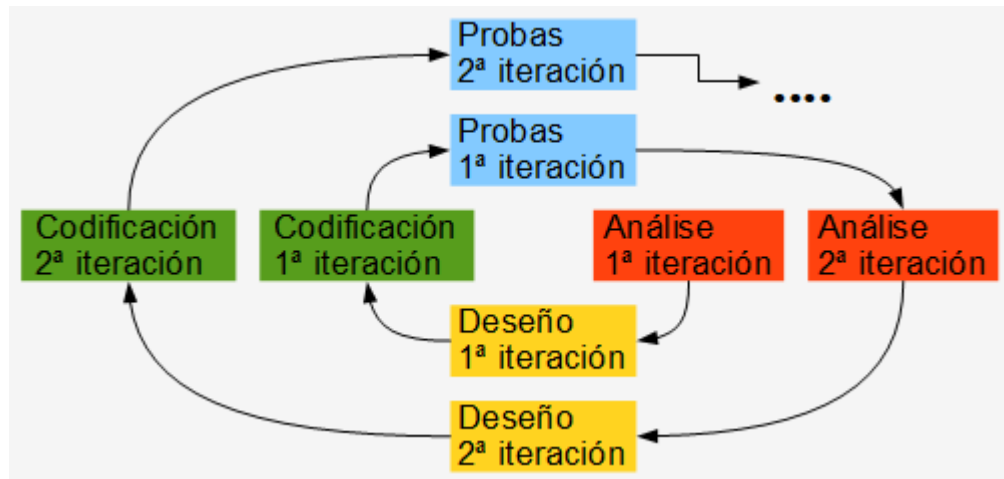 Probas
2ª iteración
....
Probas
1ª iteración
Codificación
2ª iteración
Codificación
1ª iteración
Análise
1ª iteración
Análise
2ª iteración
Deseño
1ª iteración
Deseño
2ª iteración